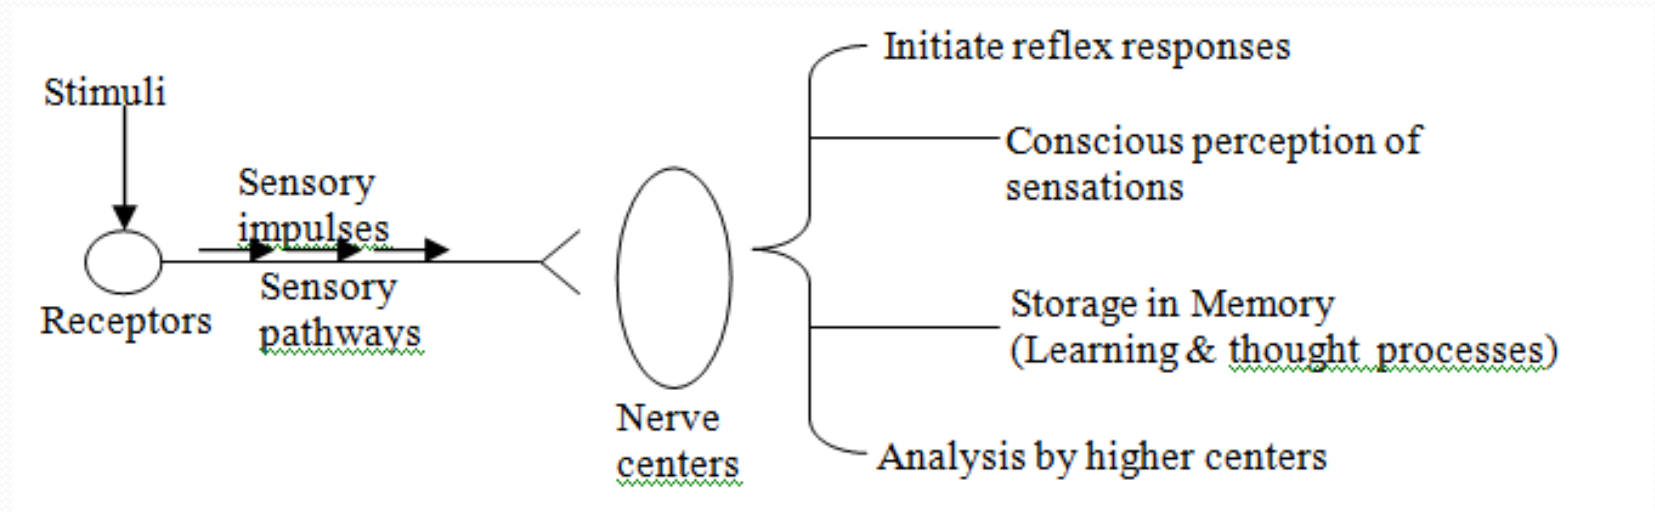 Stimuli
Sensory
impulses
Receptors
Sensory
pathways
Nerve
centers
Initiate reflex responses
Conscious perception of
sensations
Storage in Memory
(Learning & thought processes)
Analysis by higher centers